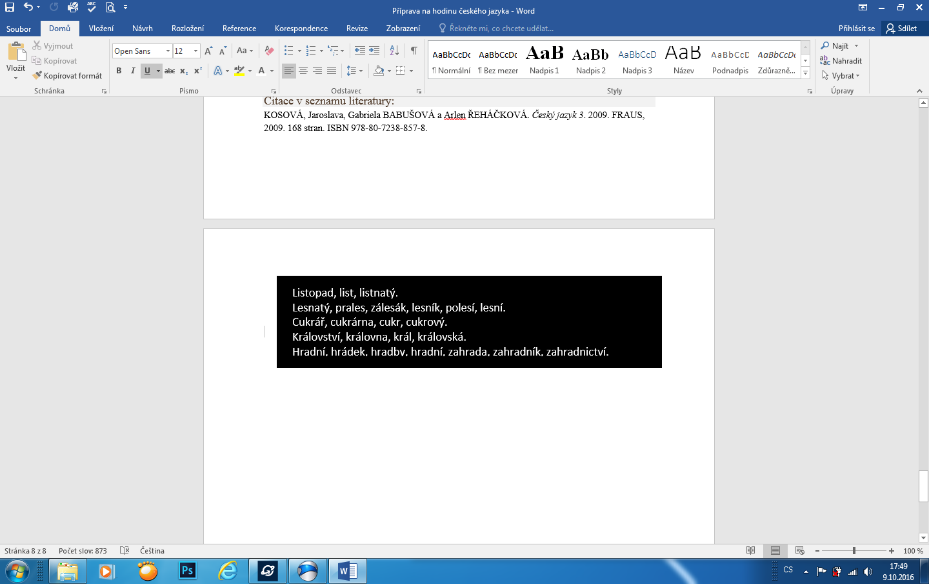 Příprava na hodinu českého jazyka - Word
Soubor Domů Vložení Návrh Rozložení Reference Korespondence Revize Zobrazení Řekněte mi, co chcete udělat... Přihlásit se Sdílet
Vložit
Vyjmout
Kopírovat
Kopírovat formát
Schránka
Open Sans 12
Písmo
Odstavec
AaBbCcDc AaBbCcDc AaB AaBb AaBbCcD AaB AaBbCcD AaBbCcDc
¶ Normální ¶ Bez mezer Nadpis 1 Nadpis 2 Nadpis 3 Název Podnadpis Zdůrazně...
Styly
Najít
Nahradit
Vybrat
Úpravy
Citace v seznamu literatury:
KOSOVÁ, Jaroslava, Gabriela BABUŠOVÁ a Arlen ŘEHÁČKOVÁ. Český jazyk 3. 2009. FRAUS,
2009. 168 stran. ISBN 978-80-7238-857-8.
Listopad, list, listnatý.
Lesnatý, prales, zálesák, lesník, polesí, lesní.
Cukrář, cukrárna, cukr, cukrový.
Království, královna, král, královská.
Hradní, hrádek, hradby, hradní, zahrada, zahradník, zahradnictví.
Stránka 8 z 8 Počet slov: 873 Čeština 100 %
CS 17:49
9.10.2016